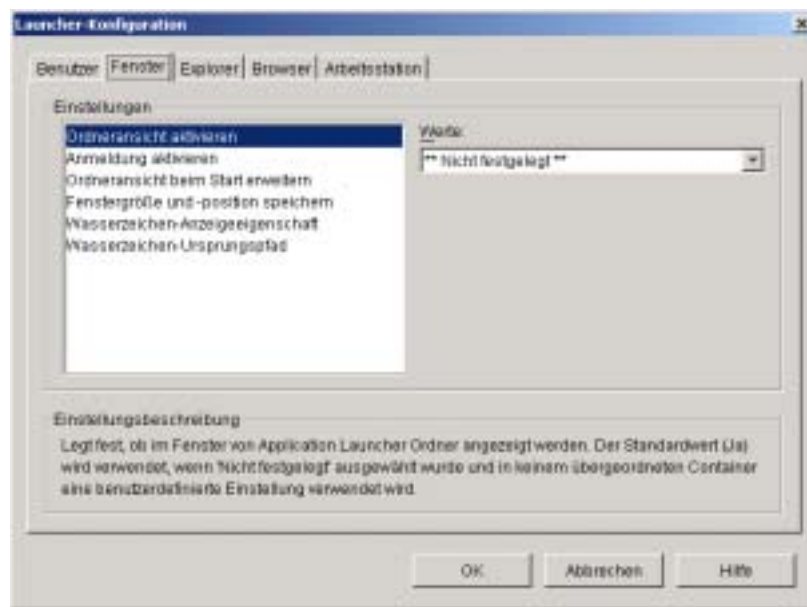 Launcher-Konfiguration
Benutzer Fenster Explorer Browser Arbeitsstation
Einstellungen
Ordneransicht aktivieren
Anmeldung aktivieren
Ordneransicht beim Start erweitern
Fenstergröße und -position speichern
Wasserzeichen-Anzeigeeigenschaft
Wasserzeichen-Ursprungspfad
Werte:
** Nicht festgelegt **
Einstellungsbeschreibung
Legt fest, ob im Fenster von Application Launcher Ordner angezeigt werden. Der Standardwert (Ja)
wird verwendet, wenn 'Nicht festgelegt' ausgewählt wurde und in keinem übergeordneten Container
eine benutzerdefinierte Einstellung verwendet wird.
OK Abbrechen Hilfe